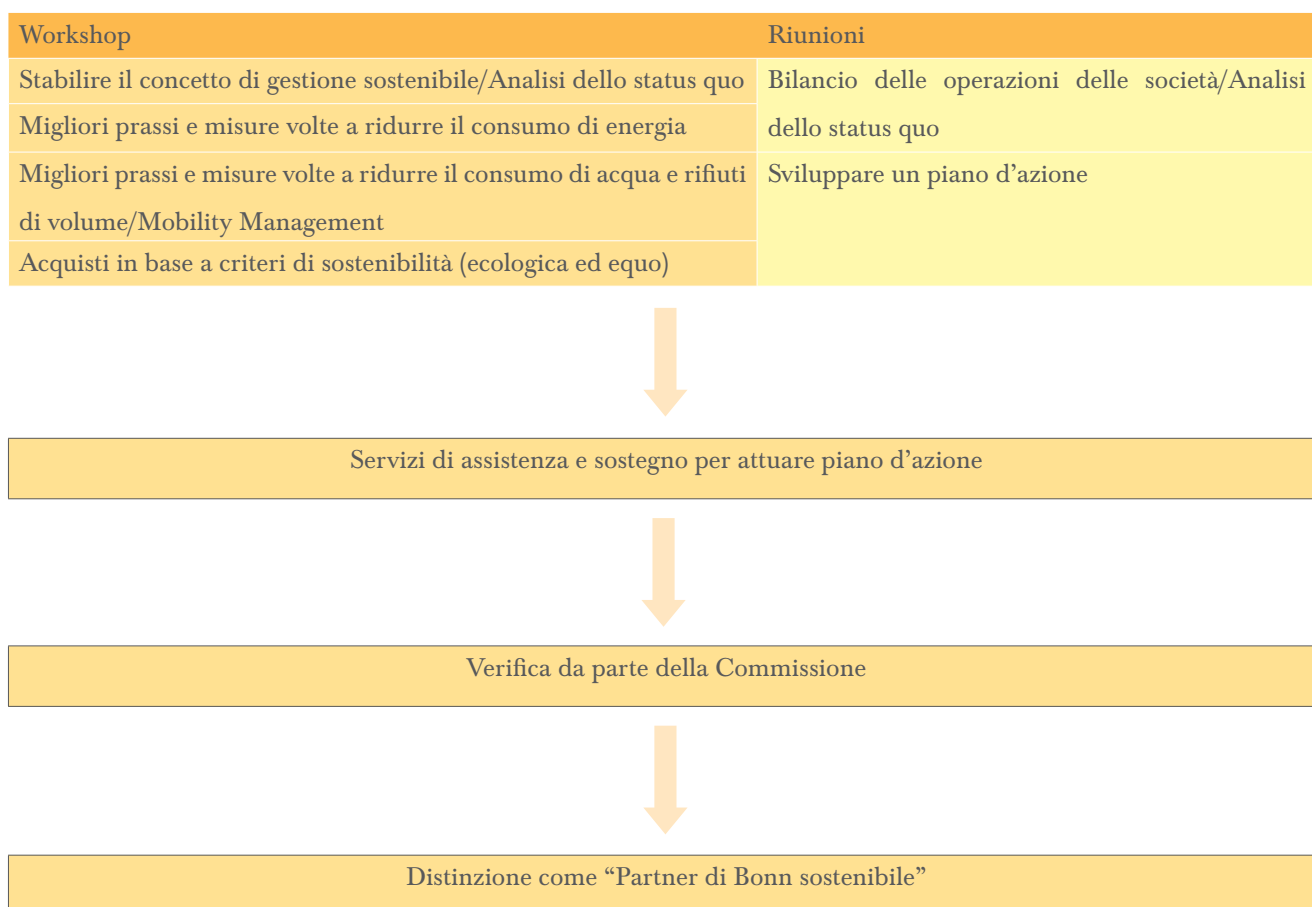 Workshop
Riunioni
Stabilire il concetto di gestione sostenibile/Analisi dello status quo
Migliori prassi e misure volte a ridurre il consumo di energia
Bilancio delle operazioni delle società/Analisi
dello status quo
Migliori prassi e misure volte a ridurre il consumo di acqua e rifiuti
di volume/Mobility Management
Acquisti in base a criteri di sostenibilità (ecologica ed equo)
Sviluppare un piano d’azione
Servizi di assistenza e sostegno per attuare piano d’azione
Verifica da parte della Commissione
Distinzione come “Partner di Bonn sostenibile”